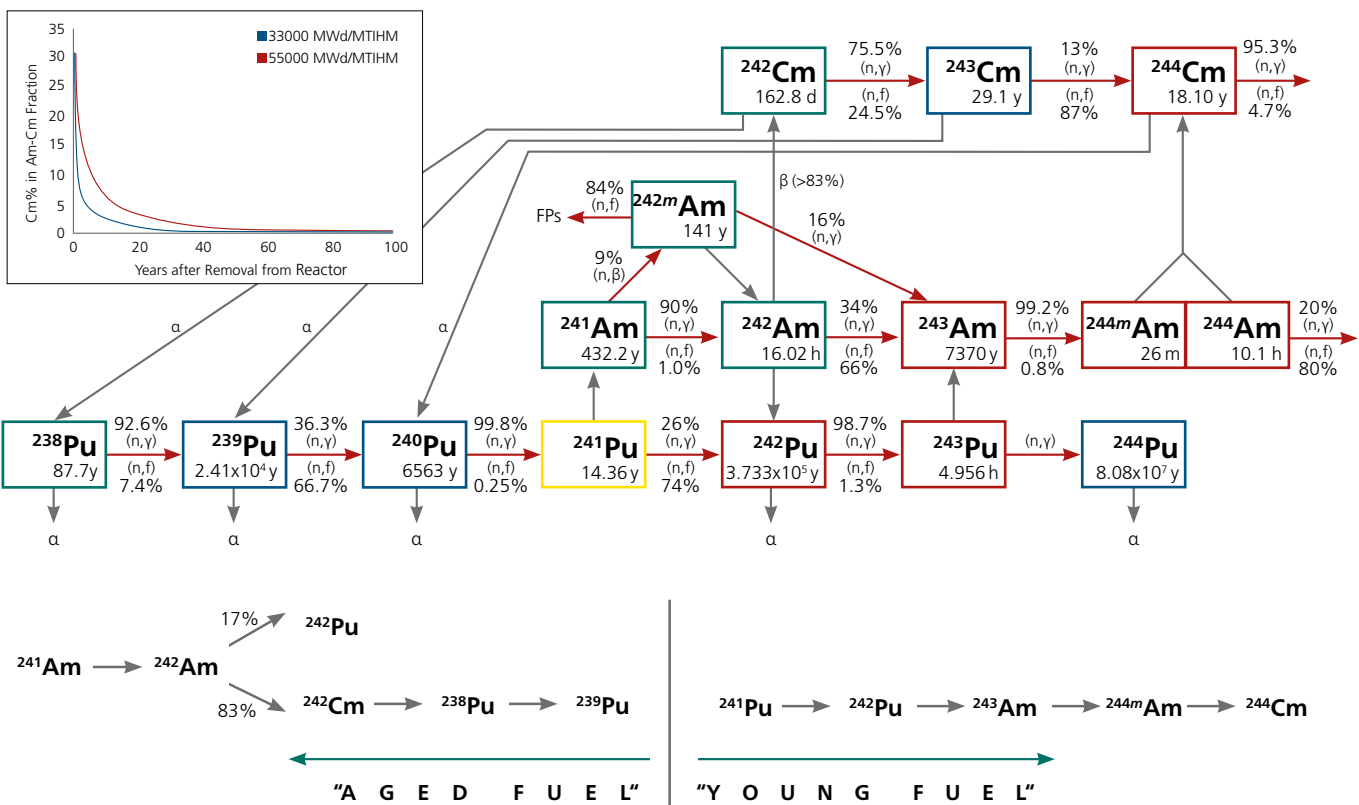 35
30
25
20
15
10
5
0
Cm% in Am-Cm Fraction
33000 MWd/MTIHM
55000 MWd/MTIHM
0 20 40 60 80 100
Years after Removal from Reactor
²⁴²Cm
162.8 d
75.5%
(n,γ)
(n,f)
24.5%
²⁴³Cm
29.1 y
13%
(n,γ)
(n,f)
87%
²⁴⁴Cm
18.10 y
95.3%
(n,γ)
(n,f)
4.7%
β (>83%)
FPs
84%
(n,f)
²⁴²ᵐAm
141 y
16%
(n,γ)
9%
(n,β)
²⁴¹Am
432.2 y
90%
(n,γ)
(n,f)
1.0%
²⁴²Am
16.02 h
34%
(n,γ)
(n,f)
66%
²⁴³Am
7370 y
99.2%
(n,γ)
(n,f)
0.8%
²⁴⁴ᵐAm
26 m
²⁴⁴Am
10.1 h
20%
(n,γ)
(n,f)
80%
α
α
α
²³⁸Pu
87.7y
92.6%
(n,γ)
(n,f)
7.4%
²³⁹Pu
2.41x10⁴ y
36.3%
(n,γ)
(n,f)
66.7%
²⁴⁰Pu
6563 y
99.8%
(n,γ)
(n,f)
0.25%
²⁴¹Pu
14.36 y
26%
(n,γ)
(n,f)
74%
²⁴²Pu
3.733x10⁵ y
98.7%
(n,γ)
(n,f)
1.3%
²⁴³Pu
4.956 h
(n,γ)
²⁴⁴Pu
8.08x10⁷ y
α
α
α
α
α
²⁴¹Am
²⁴²Am
17%
²⁴²Pu
83%
²⁴²Cm
²³⁸Pu
²³⁹Pu
²⁴¹Pu
²⁴²Pu
²⁴³Am
²⁴⁴ᵐAm
²⁴⁴Cm
“A G E D F U E L“
“Y O U N G F U E L“